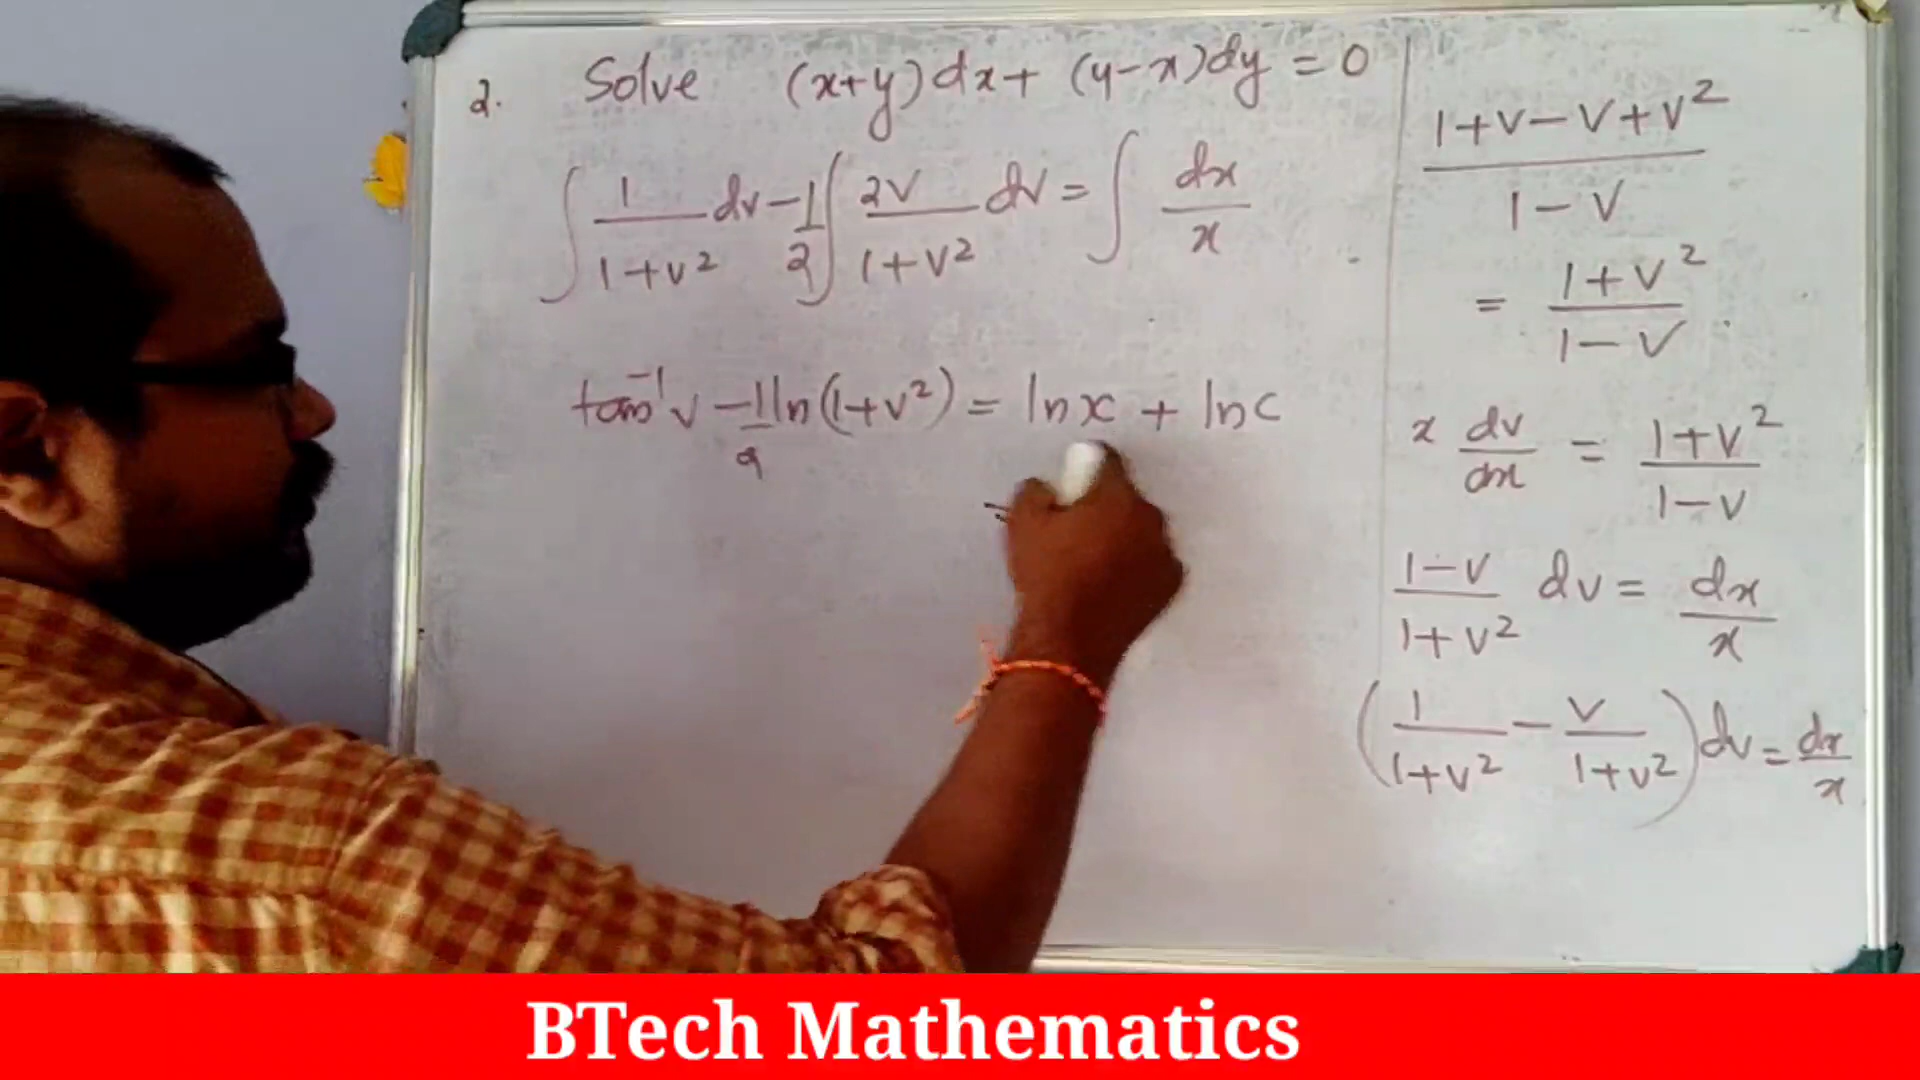 2. Solve (x+y)dx + (y-x)dy = 0
∫ 1/(1+v²) dv - 1/2 ∫ 2v/(1+v²) dv = ∫ dx/x
tan⁻¹v - 1/2 ln(1+v²) = ln x + ln c
=
(1+v-v+v²)/(1-v)
= (1+v²)/(1-v)
x dv/dx = (1+v²)/(1-v)
(1-v)/(1+v²) dv = dx/x
(1/(1+v²) - v/(1+v²)) dv = dx/x
BTech Mathematics